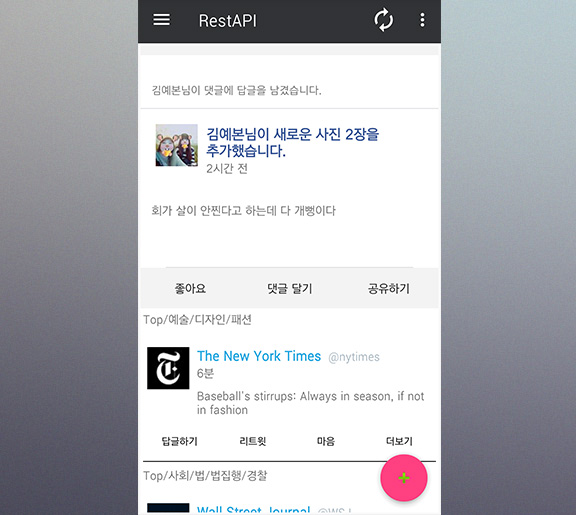 RestAPI
김예본님이 댓글에 답글을 남겼습니다.
김예본님이 새로운 사진 2장을
추가했습니다.
2시간 전
회가 살이 안찐다고 하는데 다 개뻥이다
좋아요 댓글 달기 공유하기
Top/예술/디자인/패션
The New York Times @nytimes
6분
Baseball's stirrups: Always in season, if not
in fashion
답글하기 리트윗 마음 더보기
Top/사회/법/법집행/경찰
Wall Street Journal @WSJ